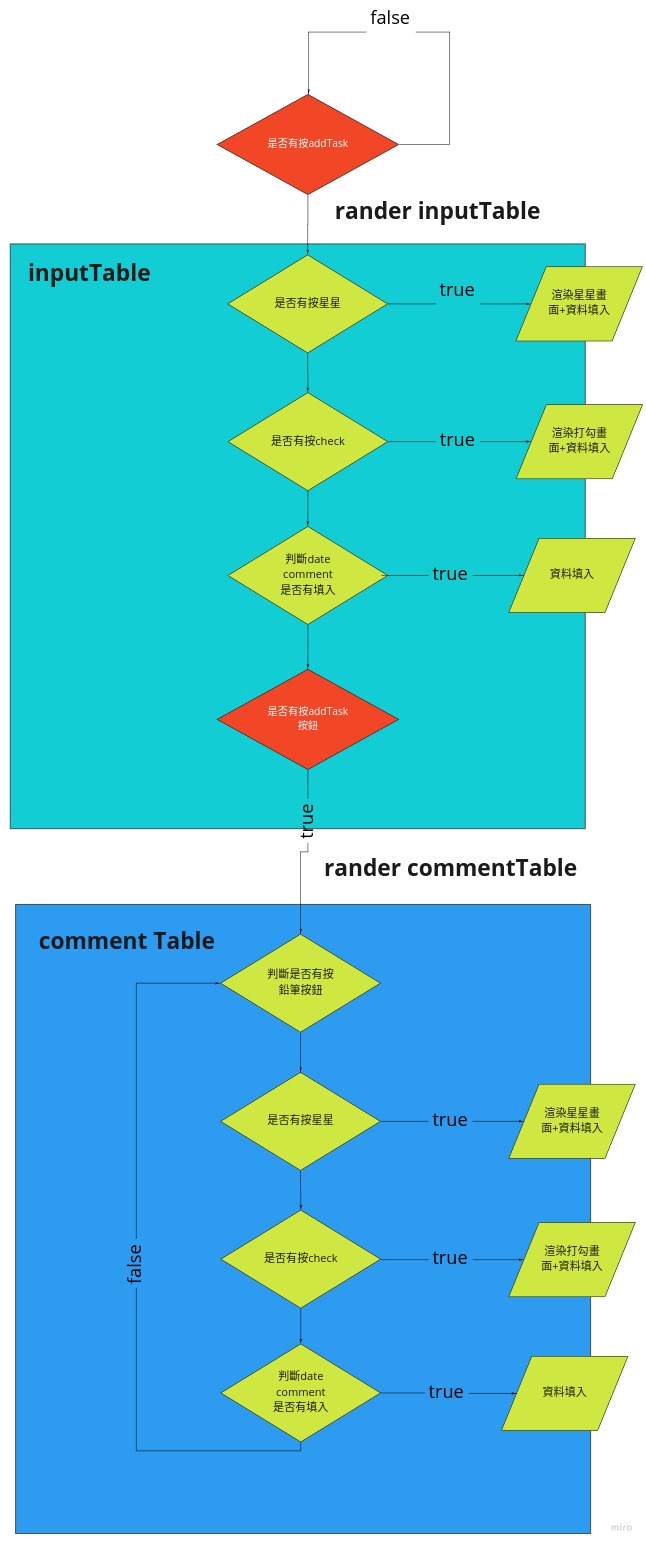 false
是否有按addTask
rander inputTable
inputTable
是否有按星星
true
渲染星星畫
面+資料填入
是否有按check
true
渲染打勾畫
面+資料填入
判斷date
comment
是否有填入
true
資料填入
是否有按addTask
按鈕
true
rander commentTable
comment Table
判斷是否有按
鉛筆按鈕
是否有按星星
true
渲染星星畫
面+資料填入
是否有按check
true
渲染打勾畫
面+資料填入
false
判斷date
comment
是否有填入
true
資料填入
miro